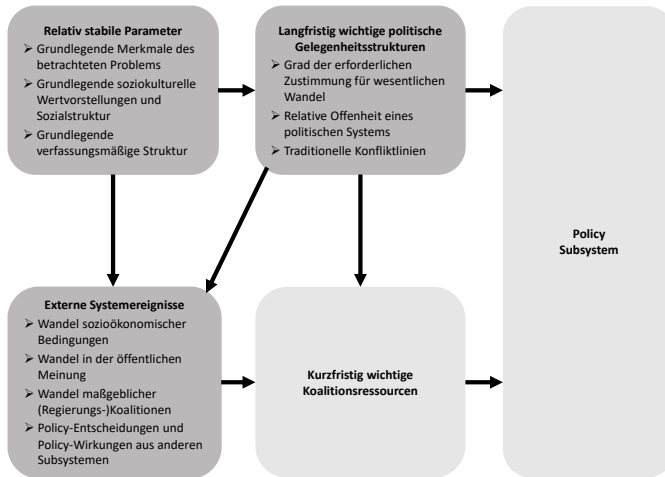 Relativ stabile Parameter
➢ Grundlegende Merkmale des
betrachteten Problems
➢ Grundlegende soziokulturelle
Wertvorstellungen und
Sozialstruktur
➢ Grundlegende
verfassungsmäßige Struktur
Langfristig wichtige politische
Gelegenheitsstrukturen
➢ Grad der erforderlichen
Zustimmung für wesentlichen
Wandel
➢ Relative Offenheit eines
politischen Systems
➢ Traditionelle Konfliktlinien
Policy
Subsystem
Externe Systemereignisse
➢ Wandel sozioökonomischer
Bedingungen
➢ Wandel in der öffentlichen
Meinung
➢ Wandel maßgeblicher
(Regierungs-)Koalitionen
➢ Policy-Entscheidungen und
Policy-Wirkungen aus anderen
Subsystemen
Kurzfristig wichtige
Koalitionsressourcen